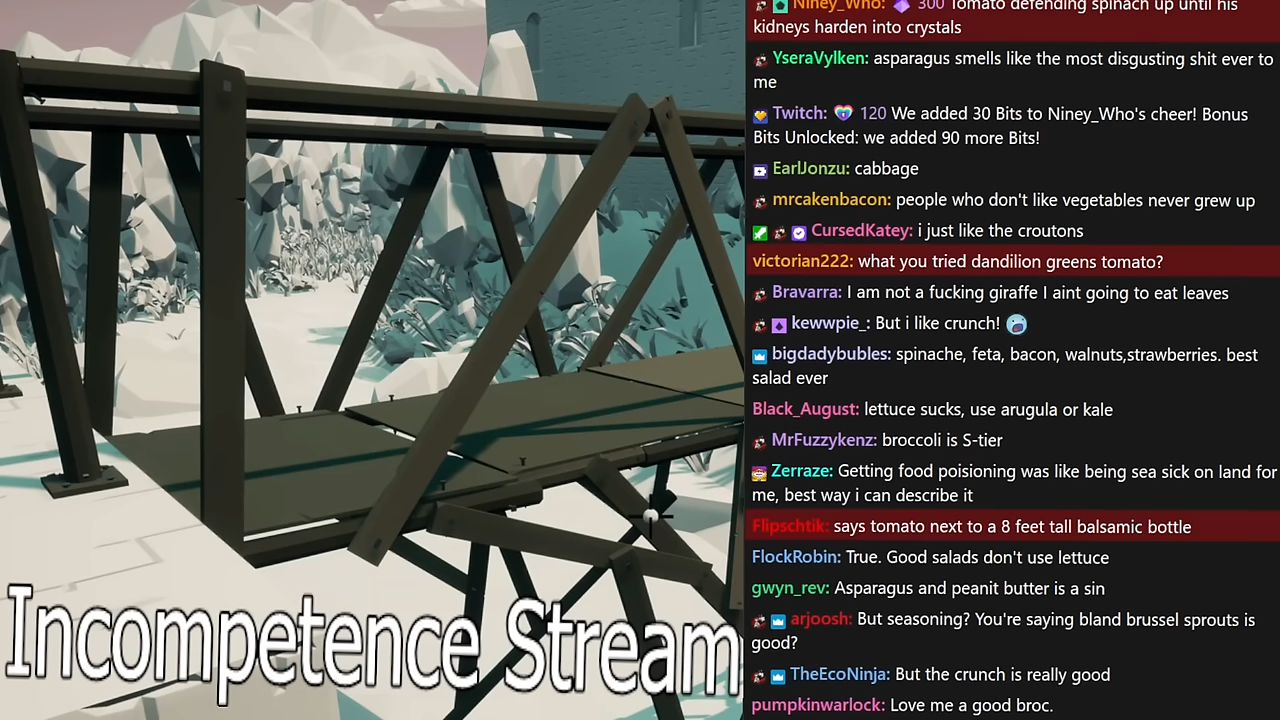 Niney_Who: 300 Tomato defending spinach up until his
kidneys harden into crystals
YseraVylken: asparagus smells like the most disgusting shit ever to
me
Twitch: 120 We added 30 Bits to Niney_Who's cheer! Bonus
Bits Unlocked: we added 90 more Bits!
EarlJonzu: cabbage
mrcakenbacon: people who don't like vegetables never grew up
CursedKatey: i just like the croutons
victorian222: what you tried dandilion greens tomato?
Bravarra: I am not a fucking giraffe I aint going to eat leaves
kewwpie_: But i like crunch!
bigdadybubles: spinache, feta, bacon, walnuts,strawberries. best
salad ever
Black_August: lettuce sucks, use arugula or kale
MrFuzzykenz: broccoli is S-tier
Zerraze: Getting food poisioning was like being sea sick on land for
me, best way i can describe it
Flipschtik: says tomato next to a 8 feet tall balsamic bottle
FlockRobin: True. Good salads don't use lettuce
gwyn_rev: Asparagus and peanit butter is a sin
arjoosh: But seasoning? You're saying bland brussel sprouts is
good?
TheEcoNinja: But the crunch is really good
pumpkinwarlock: Love me a good broc.
Incompetence Stream